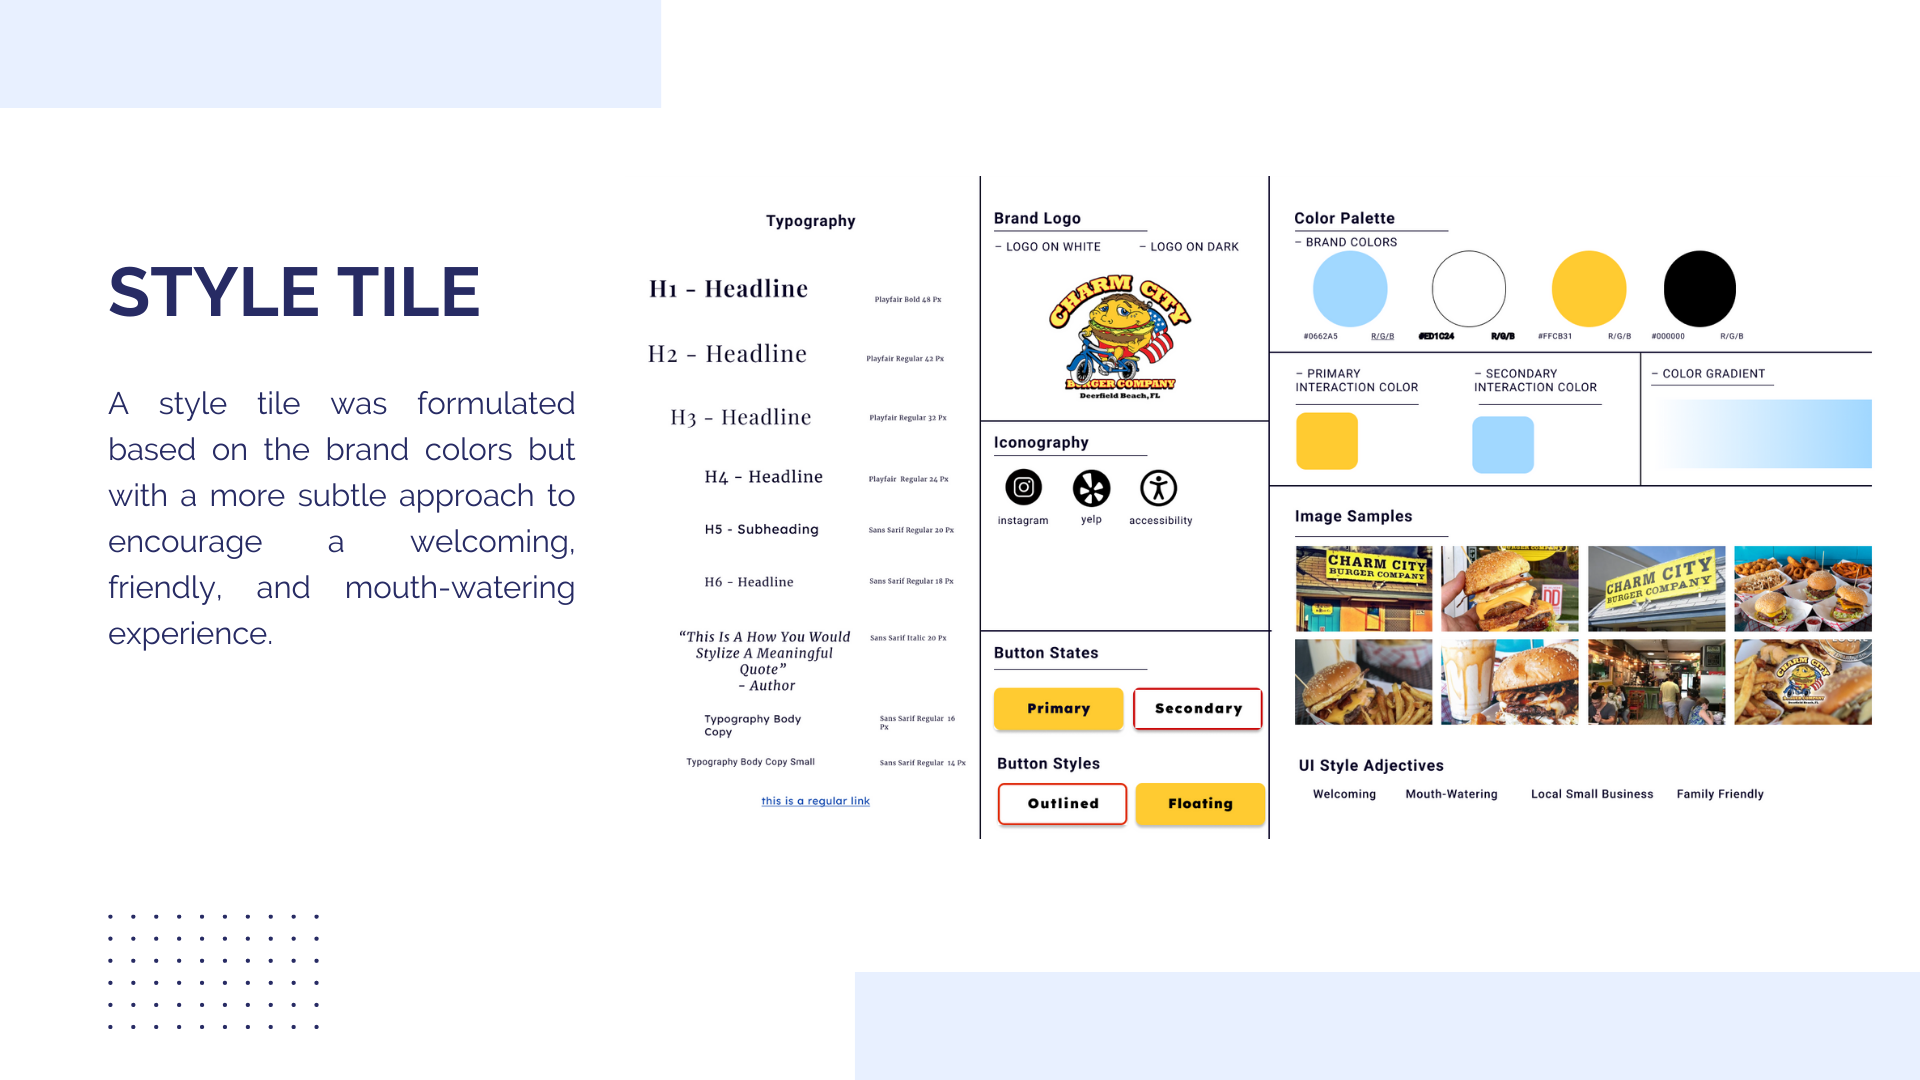 STYLE TILE
A style tile was formulated
based on the brand colors but
with a more subtle approach to
encourage a welcoming,
friendly, and mouth-watering
experience.
Typography
H1 - Headline
Playfair Bold 48 Px
H2 - Headline
Playfair Regular 42 Px
H3 - Headline
Playfair Regular 32 Px
H4 - Headline
Playfair Regular 24 Px
H5 - Subheading
Sans Sarif Regular 20 Px
H6 - Headline
Sans Sarif Regular 18 Px
“This Is A How You Would
Stylize A Meaningful
Quote”
- Author
Sans Sarif Italic 20 Px
Typography Body
Copy
Sans Sarif Regular 16
Px
Typography Body Copy Small
Sans Sarif Regular 14 Px
this is a regular link
Brand Logo
– LOGO ON WHITE
– LOGO ON DARK
CHARM CITY
BURGER COMPANY
Deerfield Beach, FL
Iconography
instagram
yelp
accessibility
Button States
Primary
Secondary
Button Styles
Outlined
Floating
Color Palette
– BRAND COLORS
#0662A5
R/G/B
#ED1C24
R/G/B
#FFCB31
R/G/B
#000000
R/G/B
– PRIMARY
INTERACTION COLOR
– SECONDARY
INTERACTION COLOR
– COLOR GRADIENT
Image Samples
CHARM CITY
BURGER COMPANY
DD
CHARM CITY
BURGER COMPANY
CHARM CITY
UI Style Adjectives
Welcoming
Mouth-Watering
Local Small Business
Family Friendly